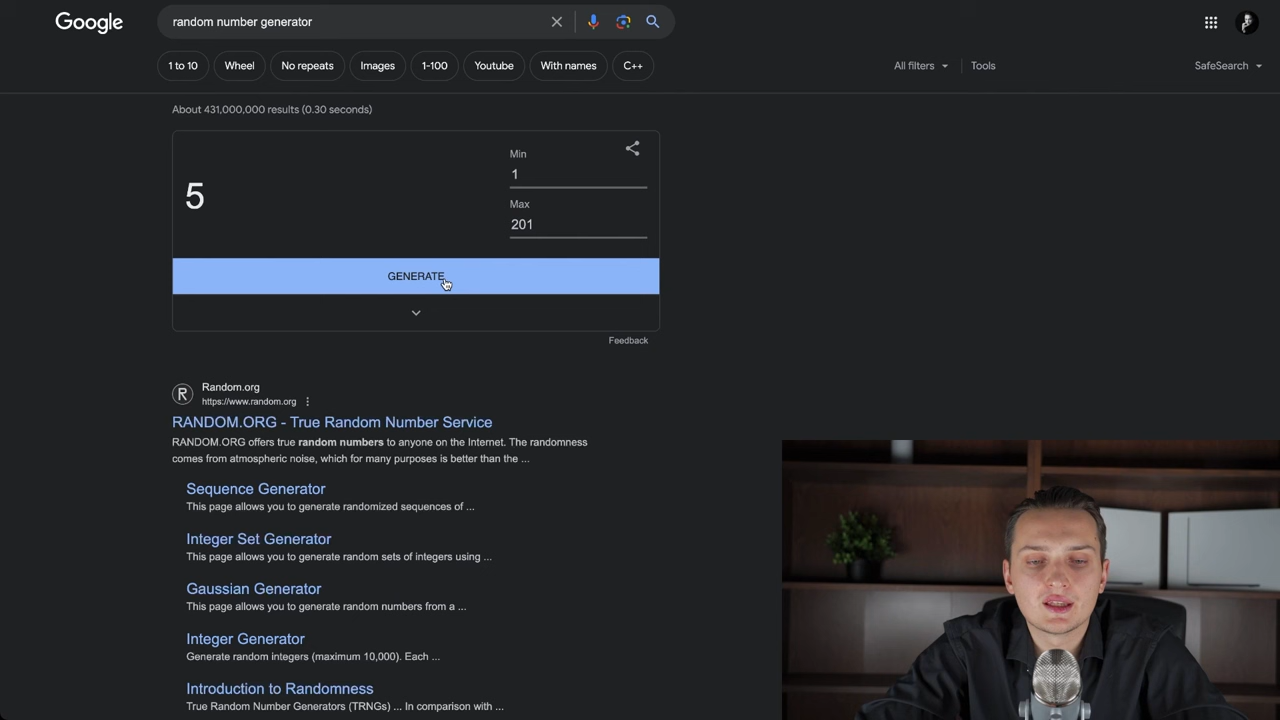 Google
random number generator
1 to 10
Wheel
No repeats
Images
1-100
Youtube
With names
C++
All filters
Tools
SafeSearch
About 431,000,000 results (0.30 seconds)
5
Min
1
Max
201
GENERATE
Feedback
R
Random.org
https://www.random.org
RANDOM.ORG - True Random Number Service
RANDOM.ORG offers true random numbers to anyone on the Internet. The randomness
comes from atmospheric noise, which for many purposes is better than the ...
Sequence Generator
This page allows you to generate randomized sequences of ...
Integer Set Generator
This page allows you to generate random sets of integers using ...
Gaussian Generator
This page allows you to generate random numbers from a ...
Integer Generator
Generate random integers (maximum 10,000). Each ...
Introduction to Randomness
True Random Number Generators (TRNGs) ... In comparison with ...